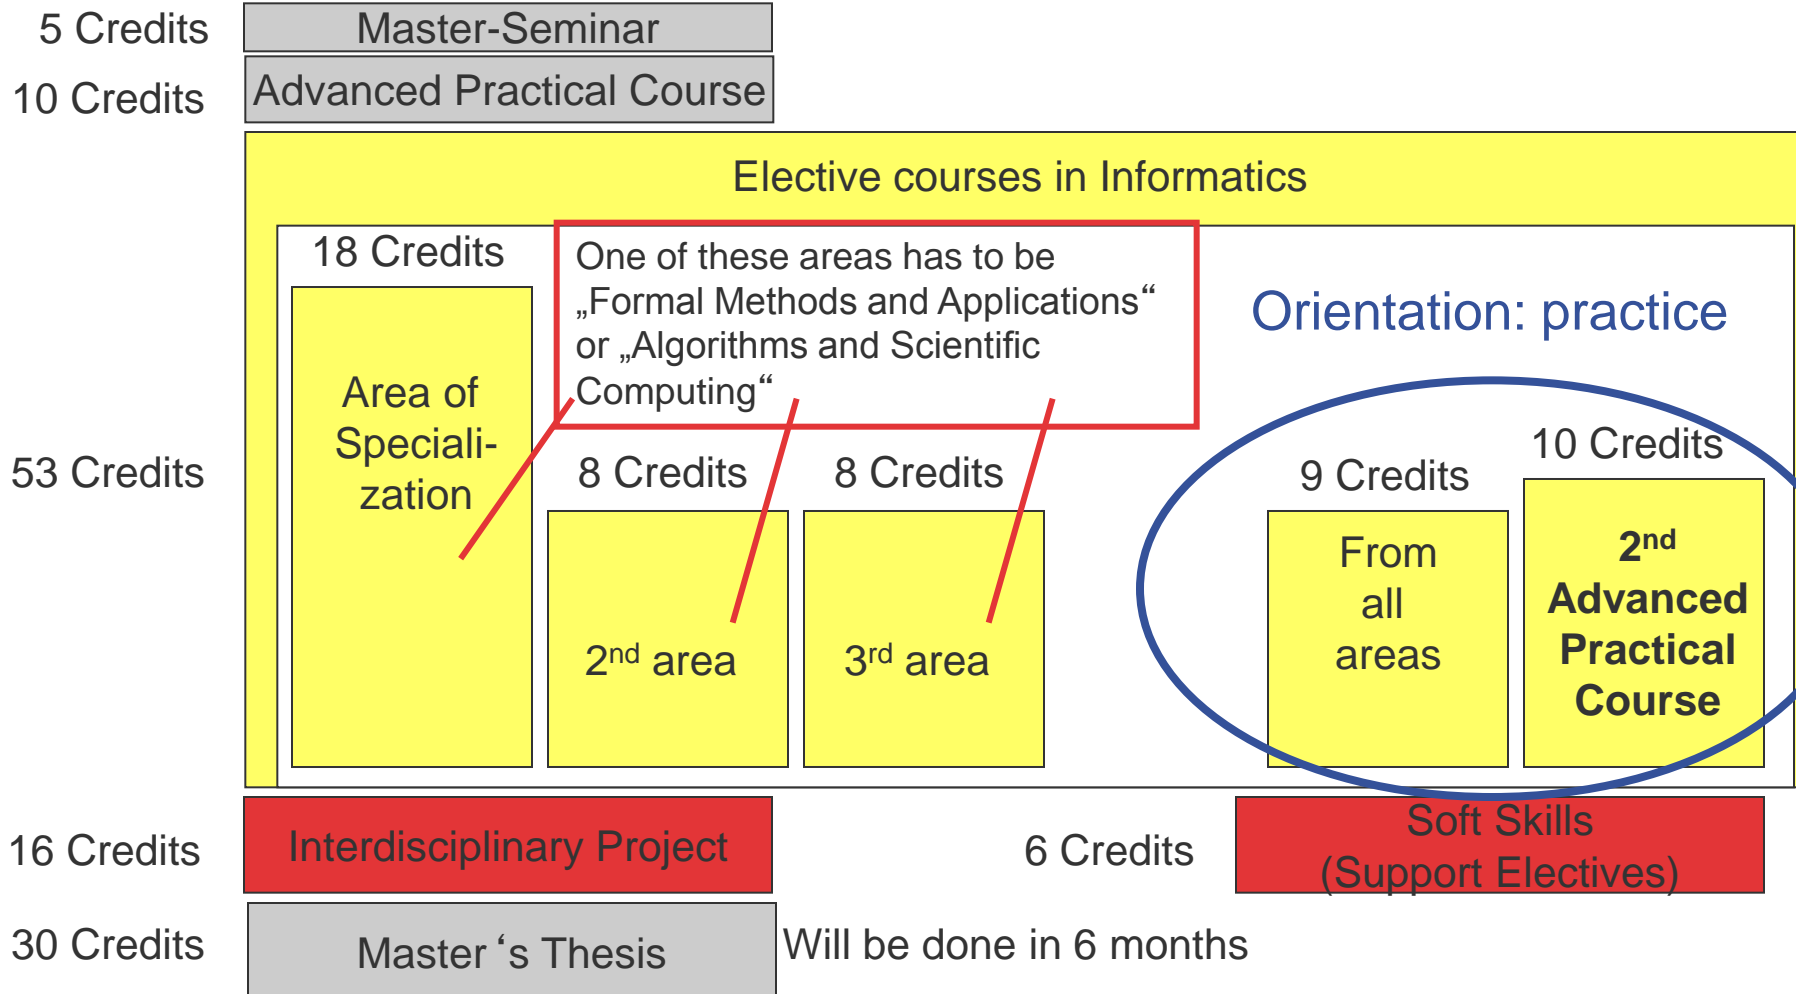 5 Credits
Master-Seminar
10 Credits
Advanced Practical Course
Elective courses in Informatics
53 Credits
18 Credits
Area of
Speciali-
zation
One of these areas has to be
„Formal Methods and Applications“
or „Algorithms and Scientific
Computing“
8 Credits
2nd area
8 Credits
3rd area
Orientation: practice
9 Credits
From
all
areas
10 Credits
2nd
Advanced
Practical
Course
16 Credits
Interdisciplinary Project
6 Credits
Soft Skills
(Support Electives)
30 Credits
Master‘s Thesis
Will be done in 6 months